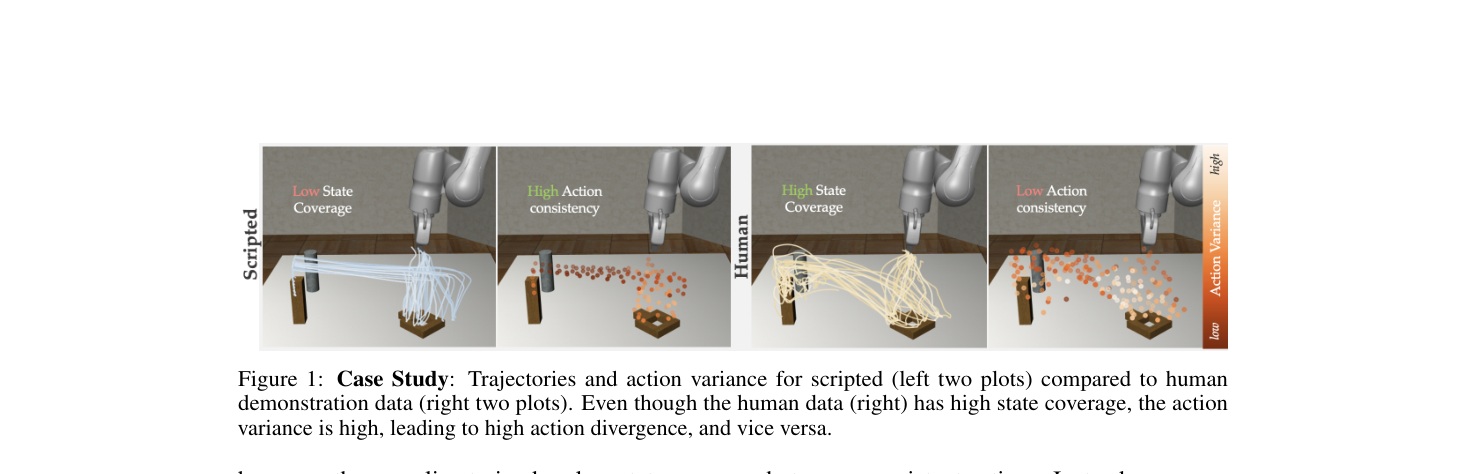 Scripted
Low State
Coverage
High Action
consistency
Human
High State
Coverage
Low Action
consistency
high
Action Variance
low
Figure 1: Case Study: Trajectories and action variance for scripted (left two plots) compared to human
demonstration data (right two plots). Even though the human data (right) has high state coverage, the action
variance is high, leading to high action divergence, and vice versa.